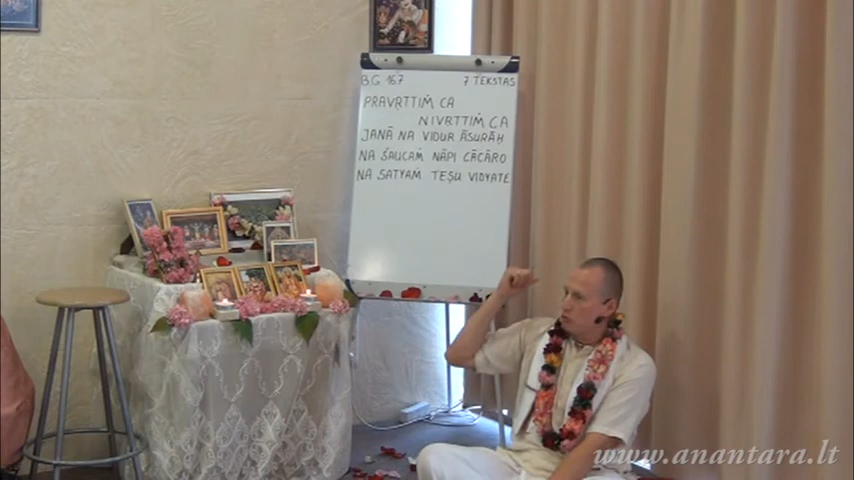 BG 16.7 7 TEKSTAS
PRAVṚTTIṀ CA
NIVṚTTIṀ CA
JANĀ NA VIDUR ĀSURĀḤ
NA ŚAUCAṀ NĀPI CĀCĀRO
NA SATYAṀ TEṢU VIDYATE
www.anantara.lt